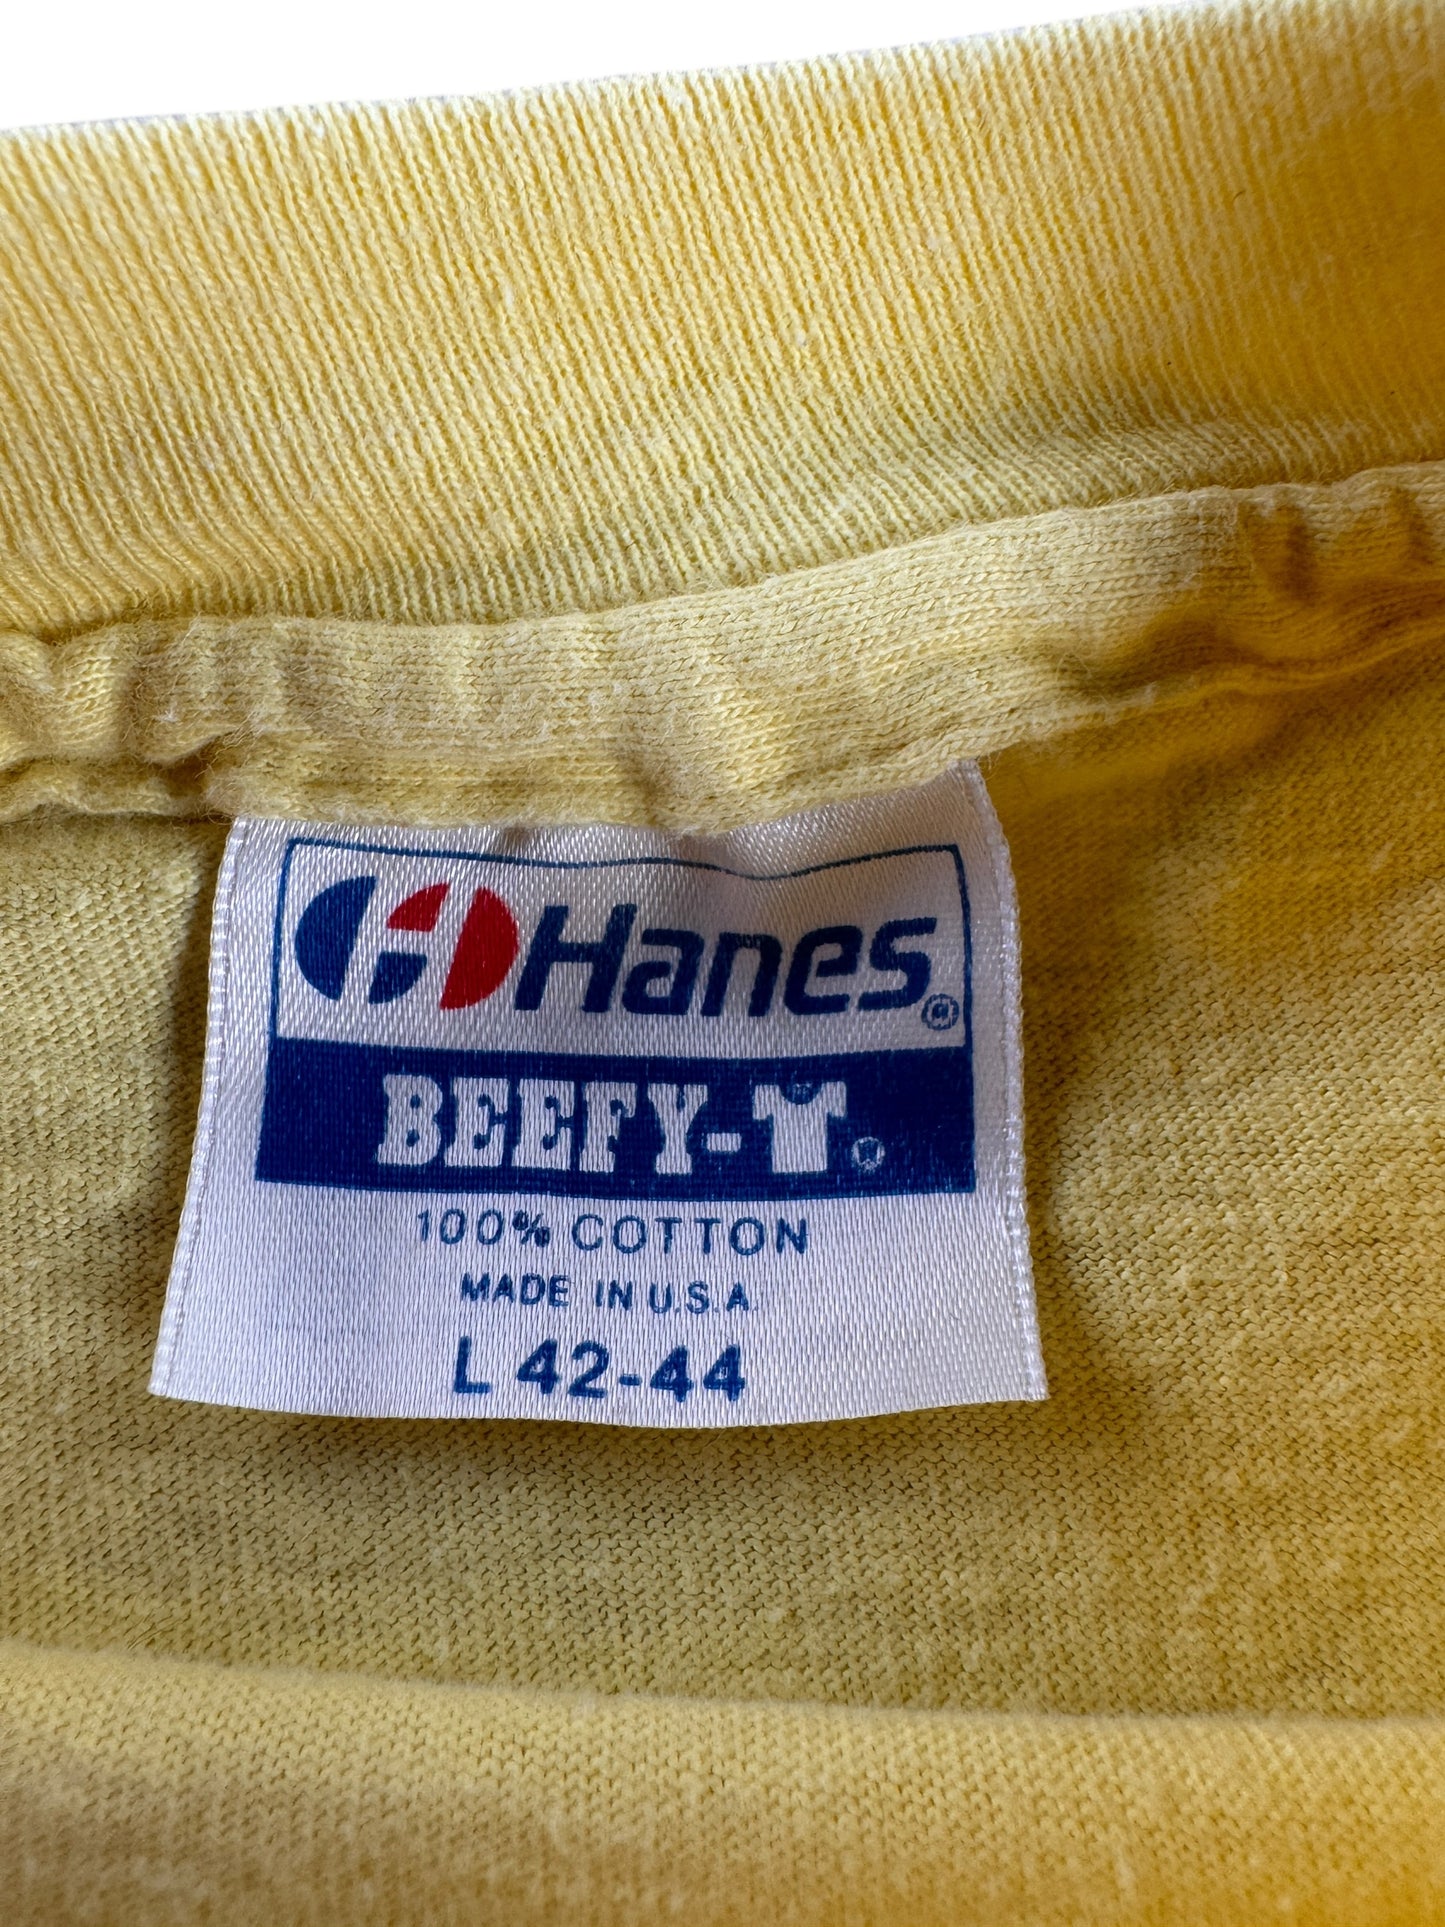 Hanes®
BEEFY-T®
100% COTTON
MADE IN U.S.A.
L 42-44